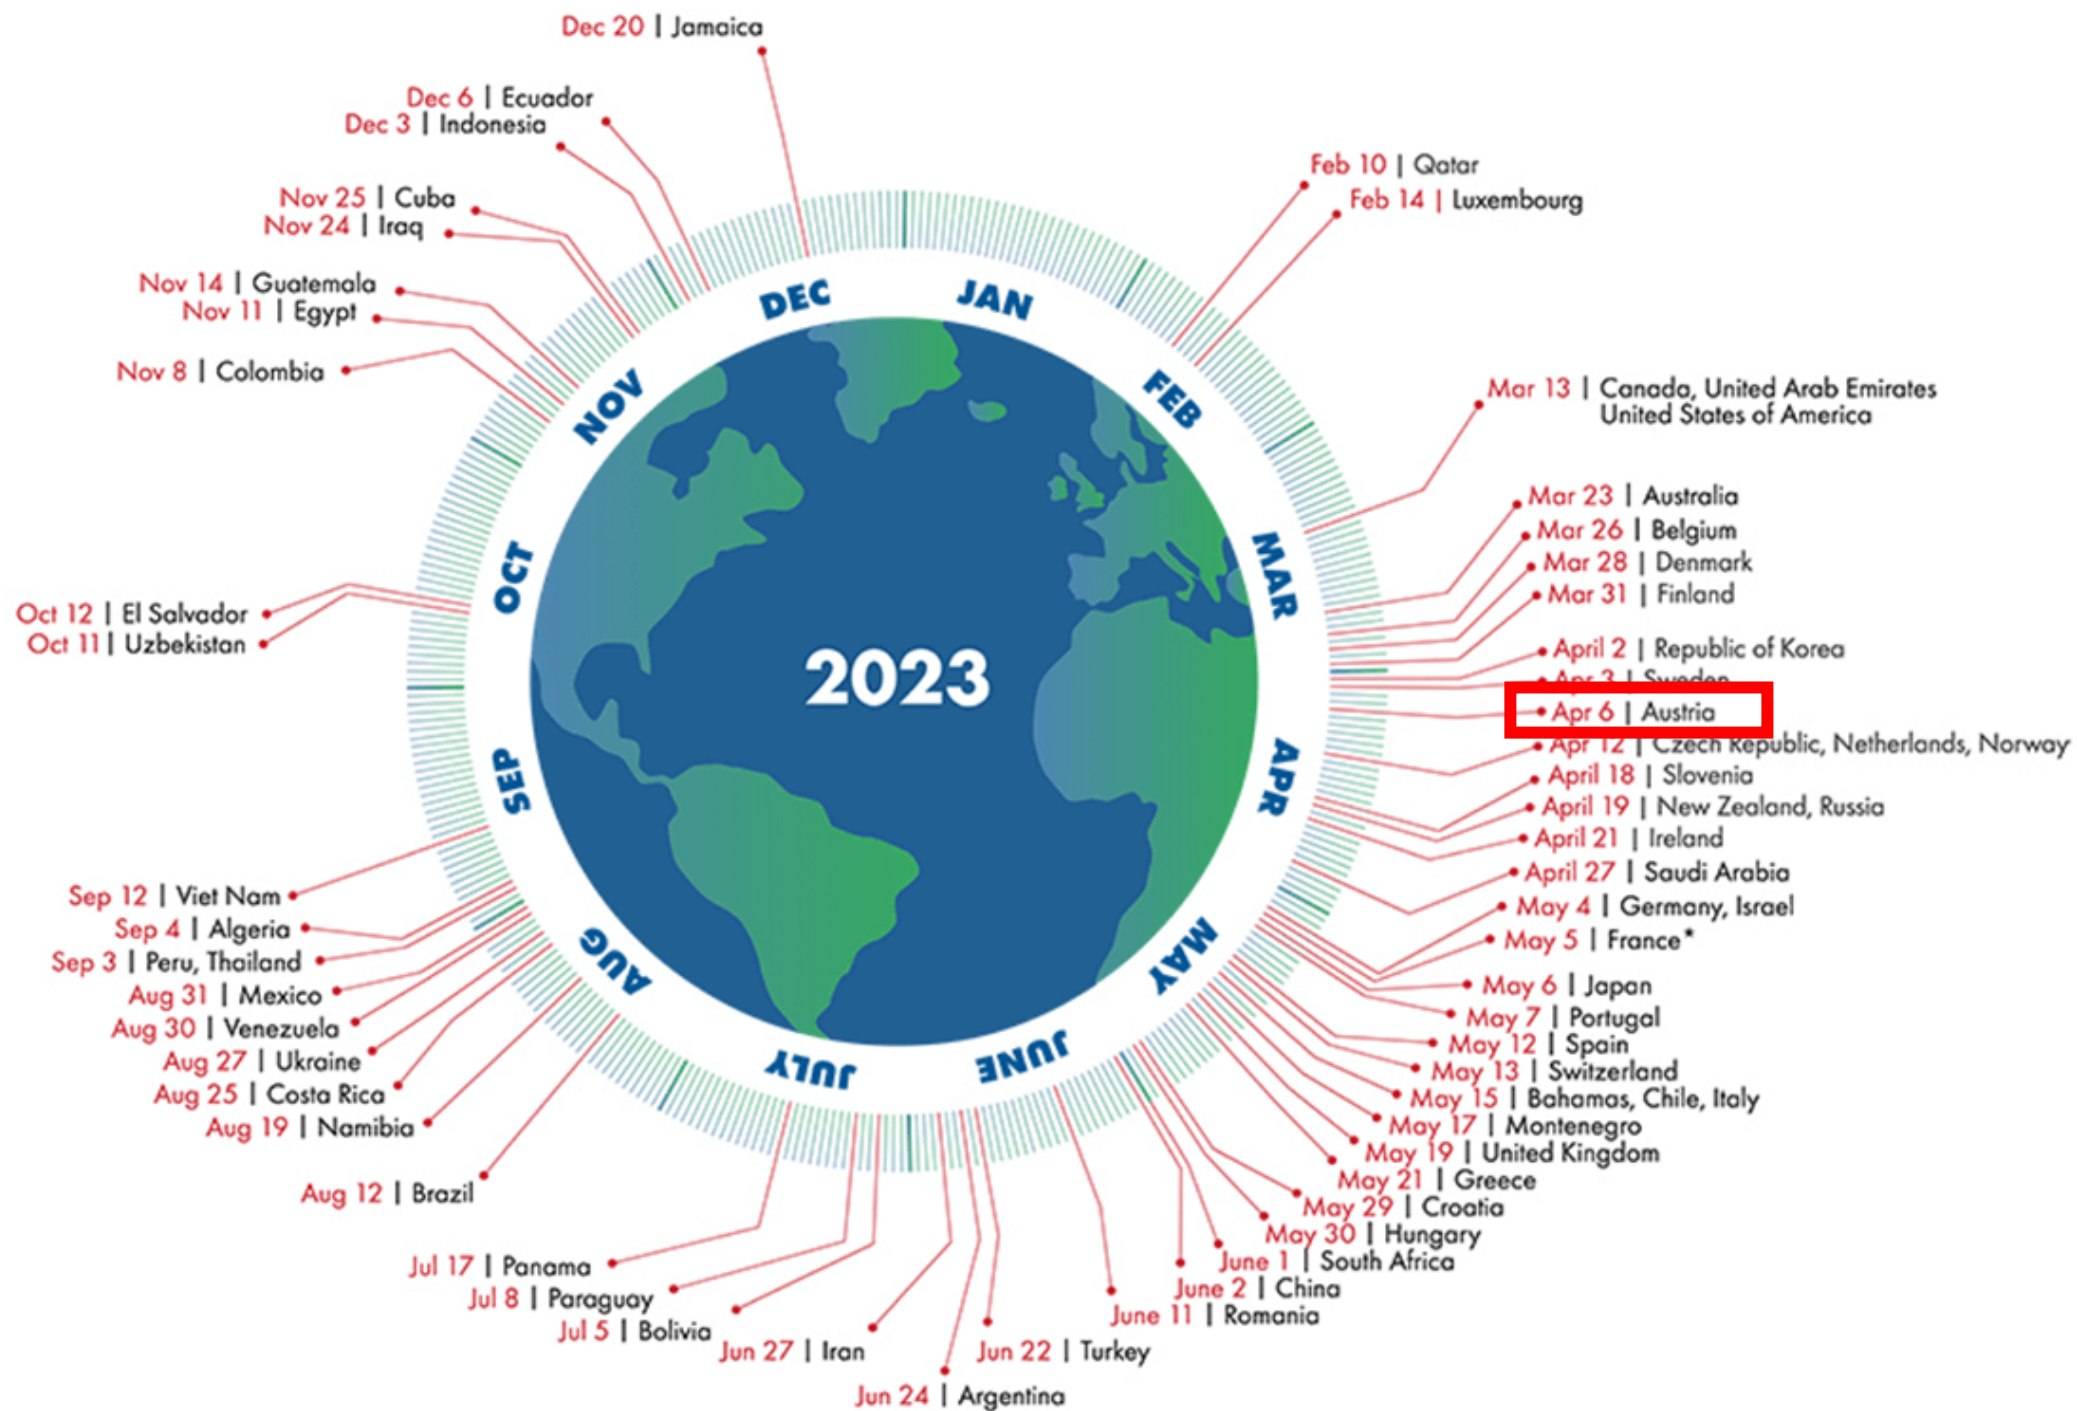 Dec 20 | Jamaica
Dec 6 | Ecuador
Dec 3 | Indonesia
Nov 25 | Cuba
Nov 24 | Iraq
Nov 14 | Guatemala
Nov 11 | Egypt
Nov 8 | Colombia
Oct 12 | El Salvador
Oct 11 | Uzbekistan
Sep 12 | Viet Nam
Sep 4 | Algeria
Sep 3 | Peru, Thailand
Aug 31 | Mexico
Aug 30 | Venezuela
Aug 27 | Ukraine
Aug 25 | Costa Rica
Aug 19 | Namibia
Aug 12 | Brazil
Jul 17 | Panama
Jul 8 | Paraguay
Jul 5 | Bolivia
Jun 27 | Iran
Jun 24 | Argentina
Jun 22 | Turkey
Feb 10 | Qatar
Feb 14 | Luxembourg
Mar 13 | Canada, United Arab Emirates
United States of America
Mar 23 | Australia
Mar 26 | Belgium
Mar 28 | Denmark
Mar 31 | Finland
April 2 | Republic of Korea
Apr 3 | Sweden
Apr 6 | Austria
Apr 12 | Czech Republic, Netherlands, Norway
April 18 | Slovenia
April 19 | New Zealand, Russia
April 21 | Ireland
April 27 | Saudi Arabia
May 4 | Germany, Israel
May 5 | France*
May 6 | Japan
May 7 | Portugal
May 12 | Spain
May 13 | Switzerland
May 15 | Bahamas, Chile, Italy
May 17 | Montenegro
May 19 | United Kingdom
May 21 | Greece
May 29 | Croatia
May 30 | Hungary
June 1 | South Africa
June 2 | China
June 11 | Romania
JAN
FEB
MAR
APR
MAY
JUNE
JULY
AUG
SEP
OCT
NOV
DEC
2023